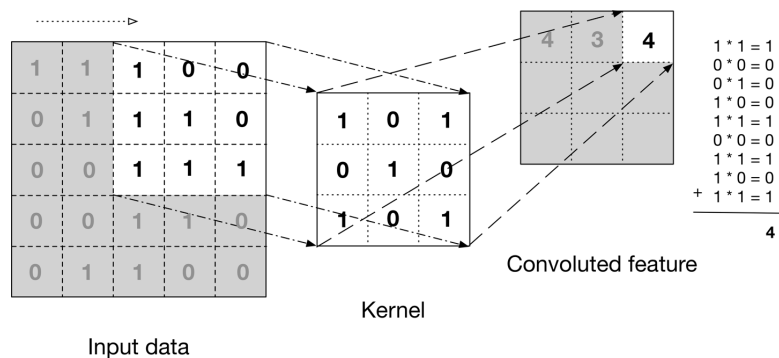 1 1 1 0 0
0 1 1 1 0
0 0 1 1 1
0 0 1 1 0
0 1 1 0 0
Input data
1 0 1
0 1 0
1 0 1
Kernel
4 3 4
Convoluted feature
1 * 1 = 1
0 * 0 = 0
0 * 1 = 0
1 * 0 = 0
1 * 1 = 1
0 * 0 = 0
1 * 1 = 1
1 * 0 = 0
+ 1 * 1 = 1
4